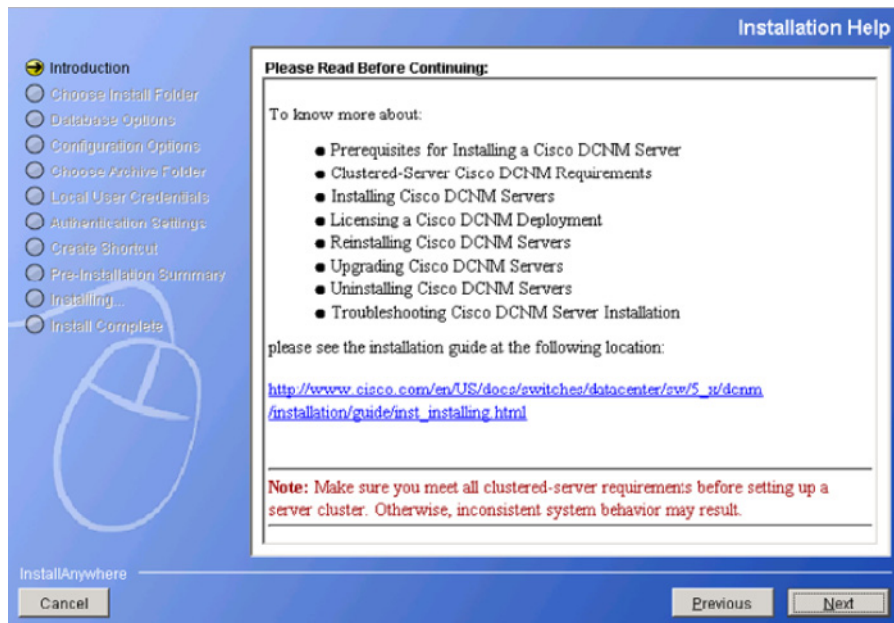 Installation Help
Introduction
Choose Install Folder
Database Options
Configuration Options
Choose Archive Folder
Local User Credentials
Authentication Settings
Create Shortcut
Pre-Installation Summary
Installing...
Install Complete
Please Read Before Continuing:
To know more about:
Prerequisites for Installing a Cisco DCNM Server
Clustered-Server Cisco DCNM Requirements
Installing Cisco DCNM Servers
Licensing a Cisco DCNM Deployment
Reinstalling Cisco DCNM Servers
Upgrading Cisco DCNM Servers
Uninstalling Cisco DCNM Servers
Troubleshooting Cisco DCNM Server Installation
please see the installation guide at the following location:
http://www.cisco.com/en/US/docs/switches/datacenter/sw/5_x/dcnm
/installation/guide/inst_installing.html
Note: Make sure you meet all clustered-server requirements before setting up a
server cluster. Otherwise, inconsistent system behavior may result.
InstallAnywhere
Cancel
Previous
Next